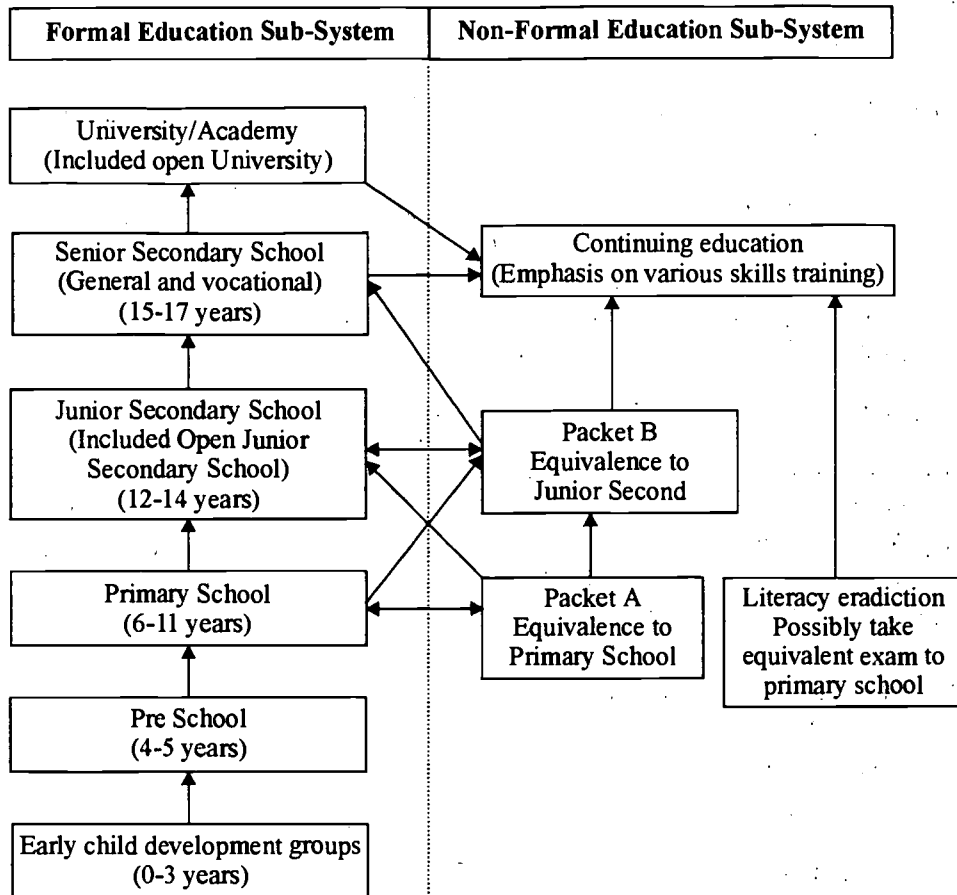 Formal Education Sub-System
Non-Formal Education Sub-System
University/Academy
(Included open University)
Senior Secondary School
(General and vocational)
(15-17 years)
Continuing education
(Emphasis on various skills training)
Junior Secondary School
(Included Open Junior
Secondary School)
(12-14 years)
Packet B
Equivalence to
Junior Second
Primary School
(6-11 years)
Packet A
Equivalence to
Primary School
Literacy eradiction
Possibly take
equivalent exam to
primary school
Pre School
(4-5 years)
Early child development groups
(0-3 years)